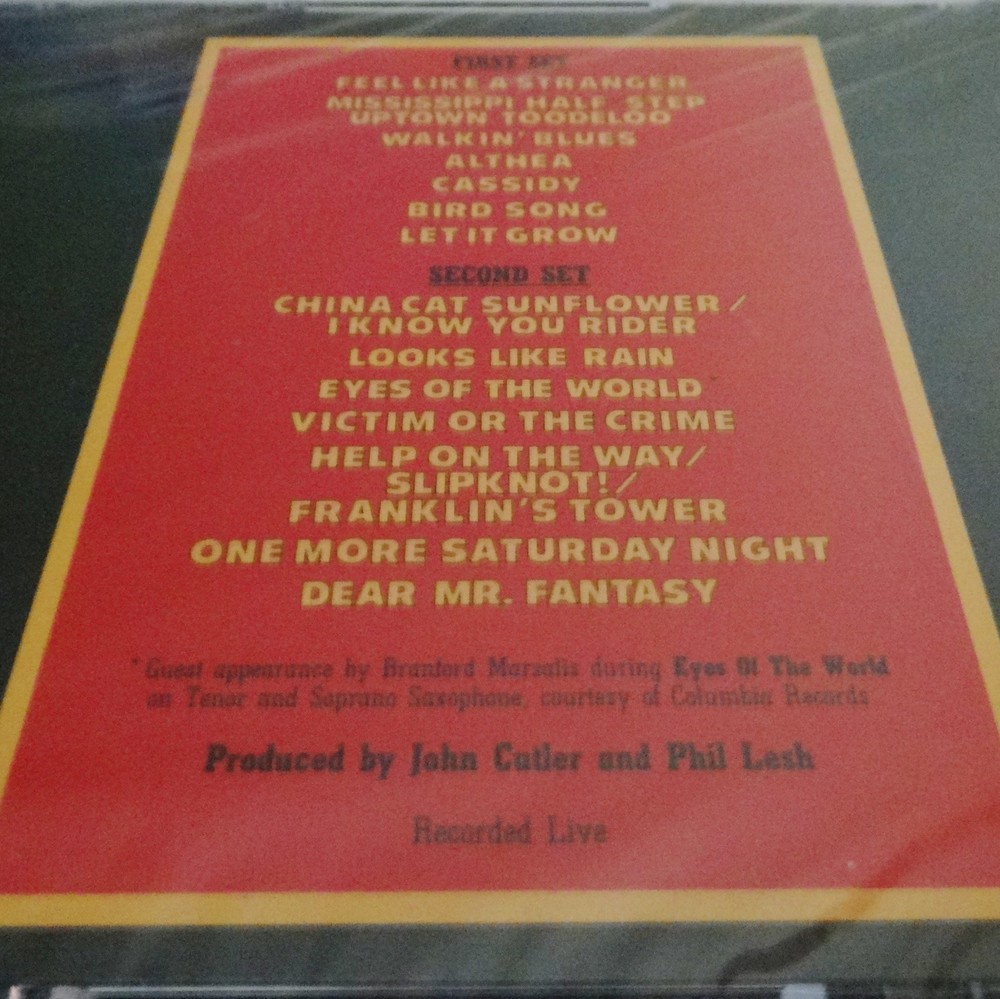 FIRST SET
FEEL LIKE A STRANGER
MISSISSIPPI HALF STEP
UPTOWN TOODELOO
WALKIN' BLUES
ALTHEA
CASSIDY
BIRD SONG
LET IT GROW
SECOND SET
CHINA CAT SUNFLOWER /
I KNOW YOU RIDER
LOOKS LIKE RAIN
EYES OF THE WORLD
VICTIM OR THE CRIME
HELP ON THE WAY/
SLIPKNOT!/
FRANKLIN'S TOWER
ONE MORE SATURDAY NIGHT
DEAR MR. FANTASY
* Guest appearance by Branford Marsalis during Eyes Of The World
on Tenor and Soprano Saxophone, courtesy of Columbia Records
Produced by John Cutler and Phil Lesh
Recorded Live